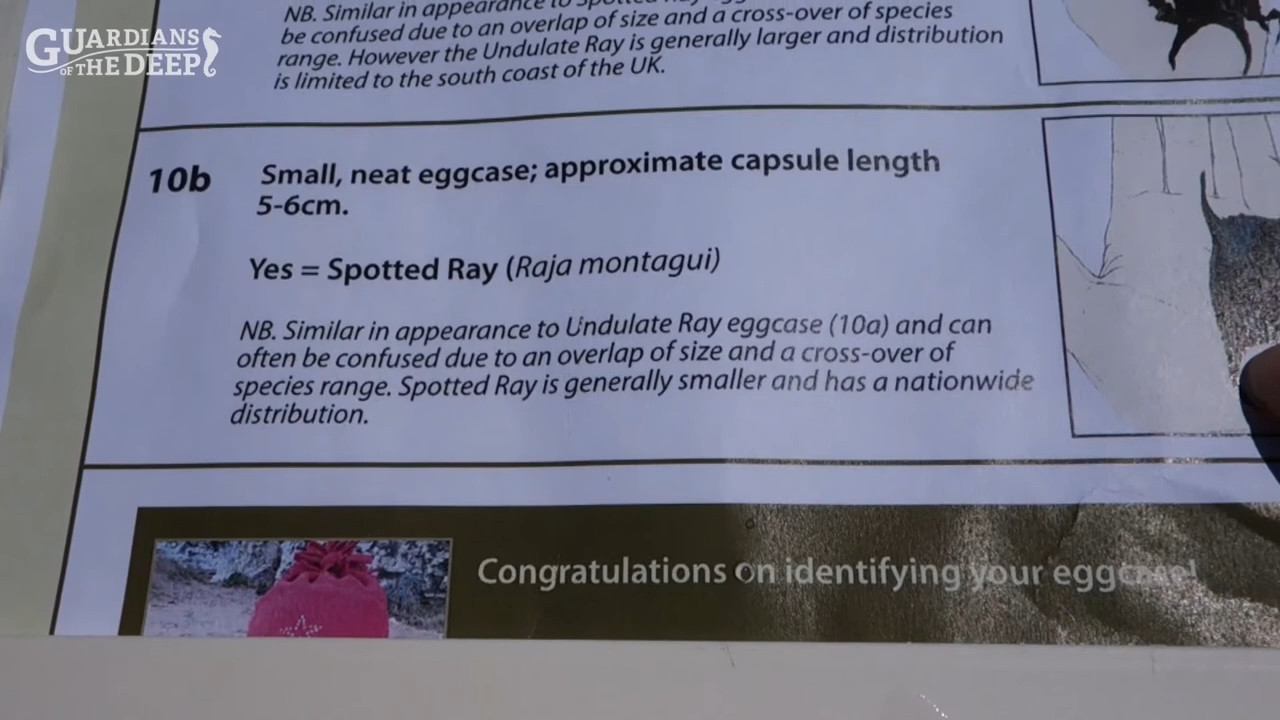 GUARDIANS
OF THE DEEP
NB. Similar in appearance to Spotted Ray
be confused due to an overlap of size and a cross-over of species
range. However the Undulate Ray is generally larger and distribution
is limited to the south coast of the UK.
10b Small, neat eggcase; approximate capsule length
5-6cm.
Yes = Spotted Ray (Raja montagui)
NB. Similar in appearance to Undulate Ray eggcase (10a) and can
often be confused due to an overlap of size and a cross-over of
species range. Spotted Ray is generally smaller and has a nationwide
distribution.
Congratulations on identifying your eggcase!